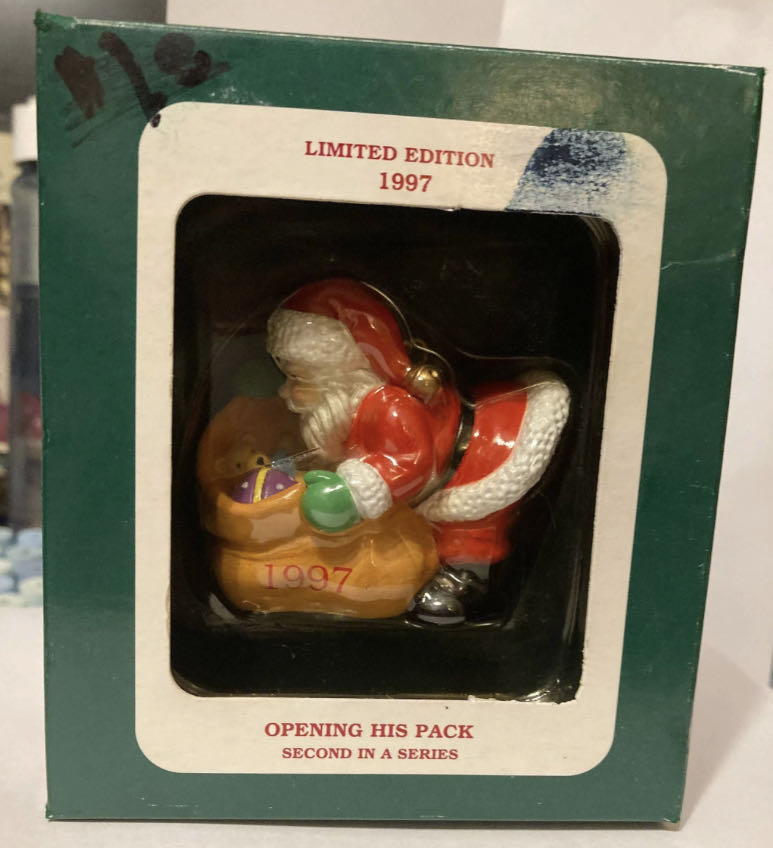 LIMITED EDITION
1997
1997
OPENING HIS PACK
SECOND IN A SERIES